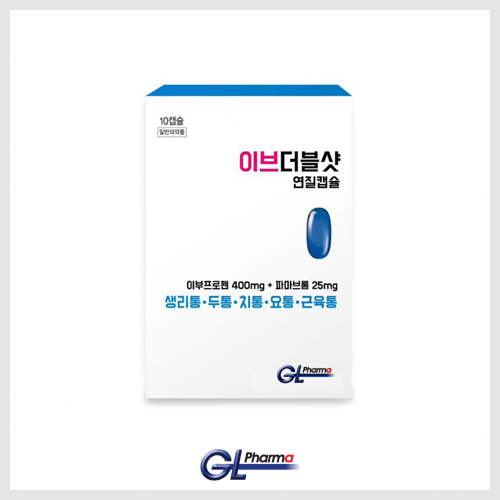 10캡슐
일반의약품
이브더블샷
연질캡슐
이부프로펜 400mg + 파마브롬 25mg
생리통·두통·치통·요통·근육통
GL Pharma
GL Pharma